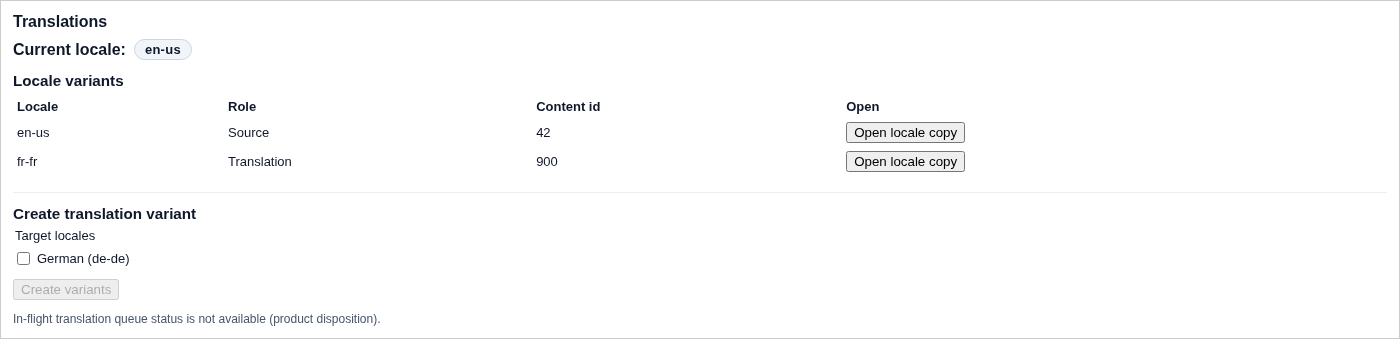 Translations
Current locale: en-us
Locale variants
Locale Role Content id Open
en-us Source 42 Open locale copy
fr-fr Translation 900 Open locale copy
Create translation variant
Target locales
German (de-de)
Create variants
In-flight translation queue status is not available (product disposition).